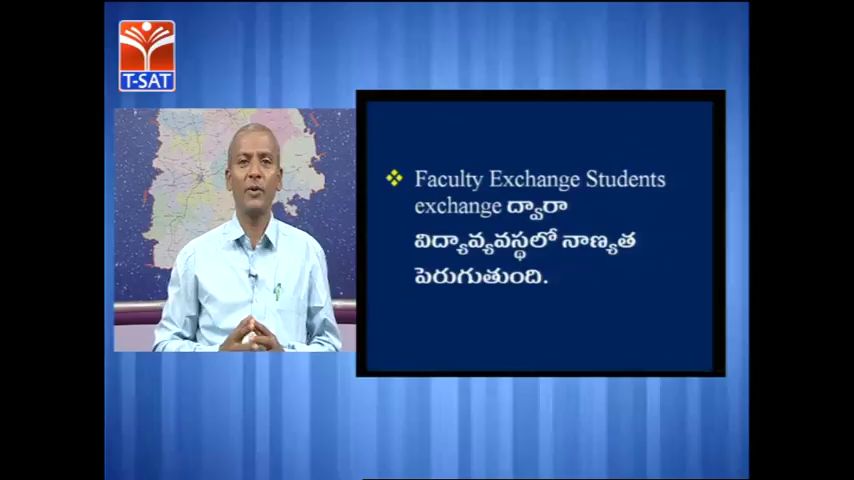 T-SAT
Faculty Exchange Students
exchange ద్వారా
విద్యావ్యవస్థలో నాణ్యత
పెరుగుతుంది.